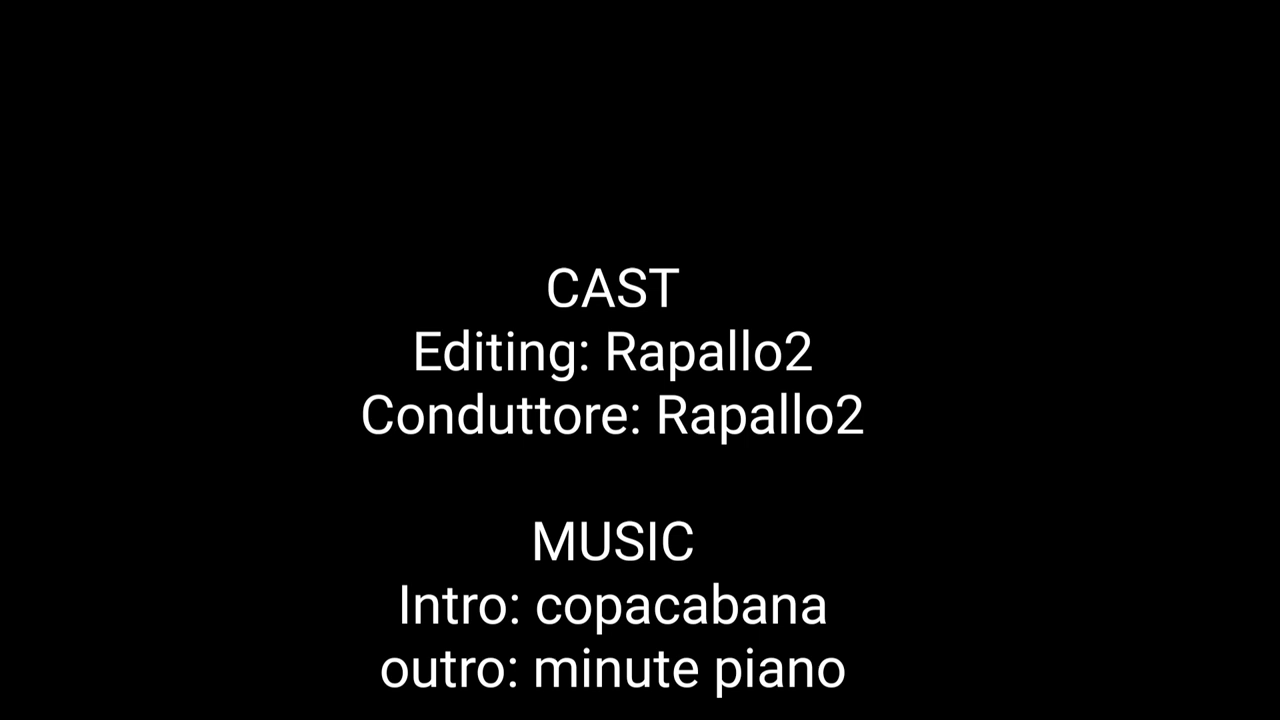 CAST
Editing: Rapallo2
Conduttore: Rapallo2
MUSIC
Intro: copacabana
outro: minute piano